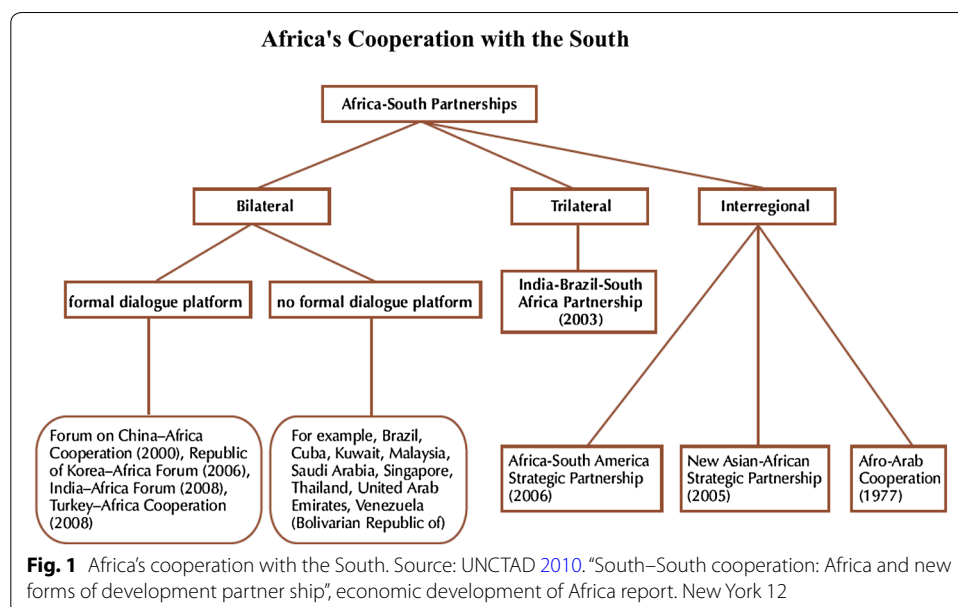 Africa's Cooperation with the South
Africa-South Partnerships
Bilateral
Trilateral
Interregional
formal dialogue platform
no formal dialogue platform
India-Brazil-South
Africa Partnership
(2003)
Forum on China–Africa
Cooperation (2000), Republic
of Korea–Africa Forum (2006),
India–Africa Forum (2008),
Turkey–Africa Cooperation
(2008)
For example, Brazil,
Cuba, Kuwait, Malaysia,
Saudi Arabia, Singapore,
Thailand, United Arab
Emirates, Venezuela
(Bolivarian Republic of)
Africa-South America
Strategic Partnership
(2006)
New Asian-African
Strategic Partnership
(2005)
Afro-Arab
Cooperation
(1977)
Fig. 1 Africa's cooperation with the South. Source: UNCTAD 2010. “South–South cooperation: Africa and new
forms of development partner ship”, economic development of Africa report. New York 12